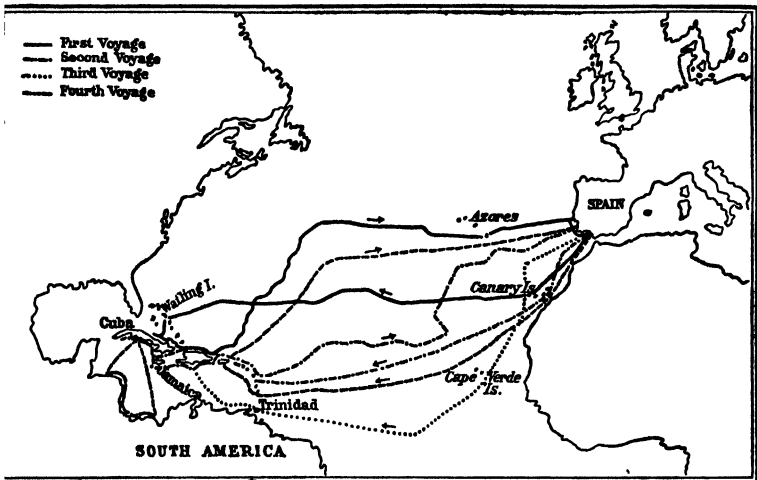 First Voyage
Second Voyage
Third Voyage
Fourth Voyage
Azores
SPAIN
Canary Is.
Watling I.
Cuba
Jamaica
Cape Verde
Is.
Trinidad
SOUTH AMERICA